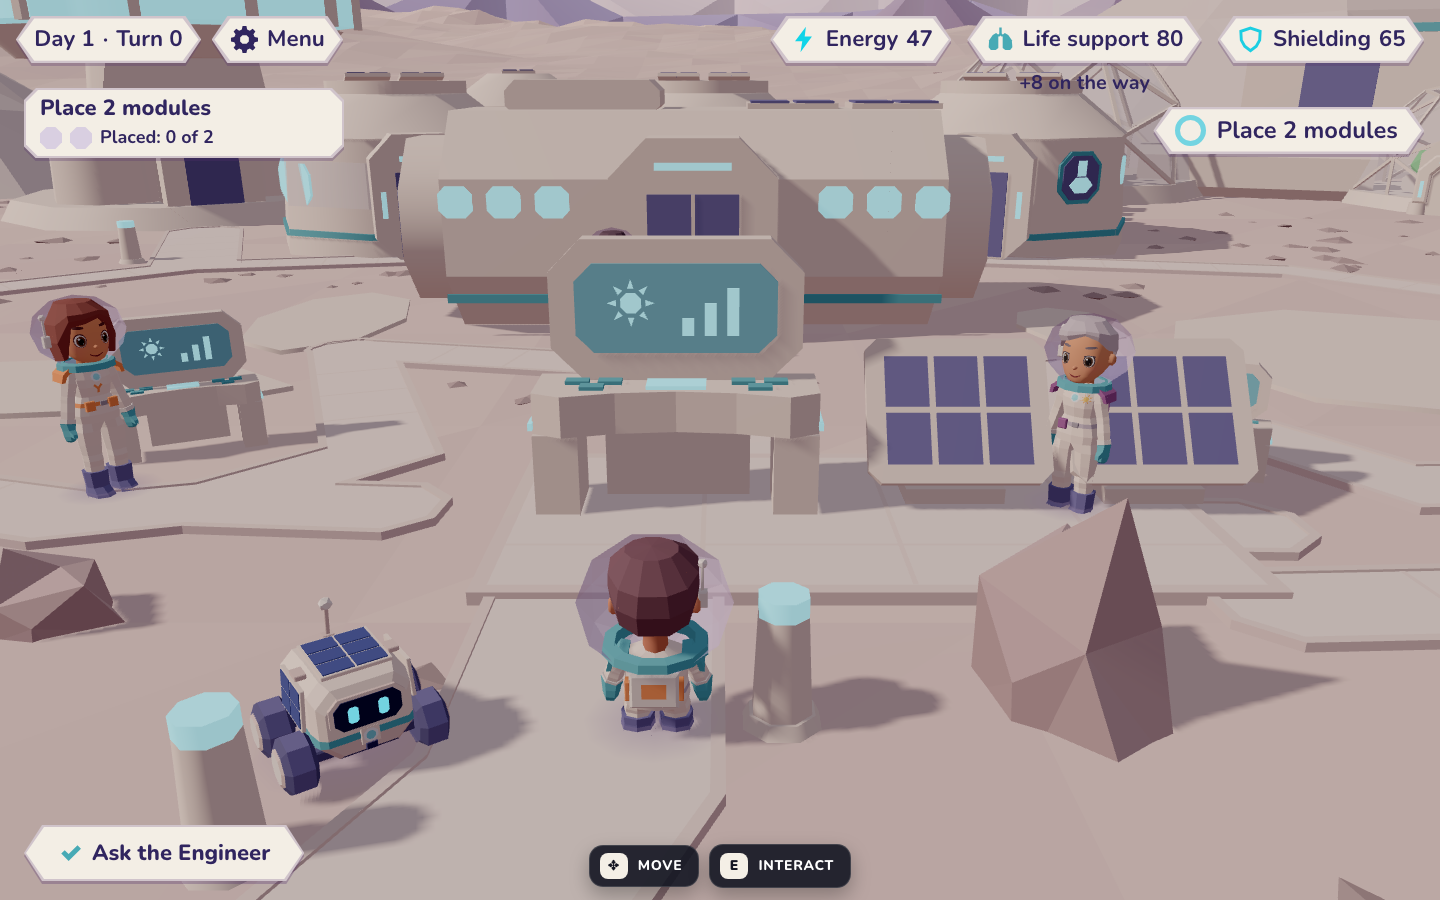 Day 1 · Turn 0
Menu
Energy 47
Life support 80
Shielding 65
+8 on the way
Place 2 modules
Placed: 0 of 2
Place 2 modules
Ask the Engineer
MOVE
E INTERACT